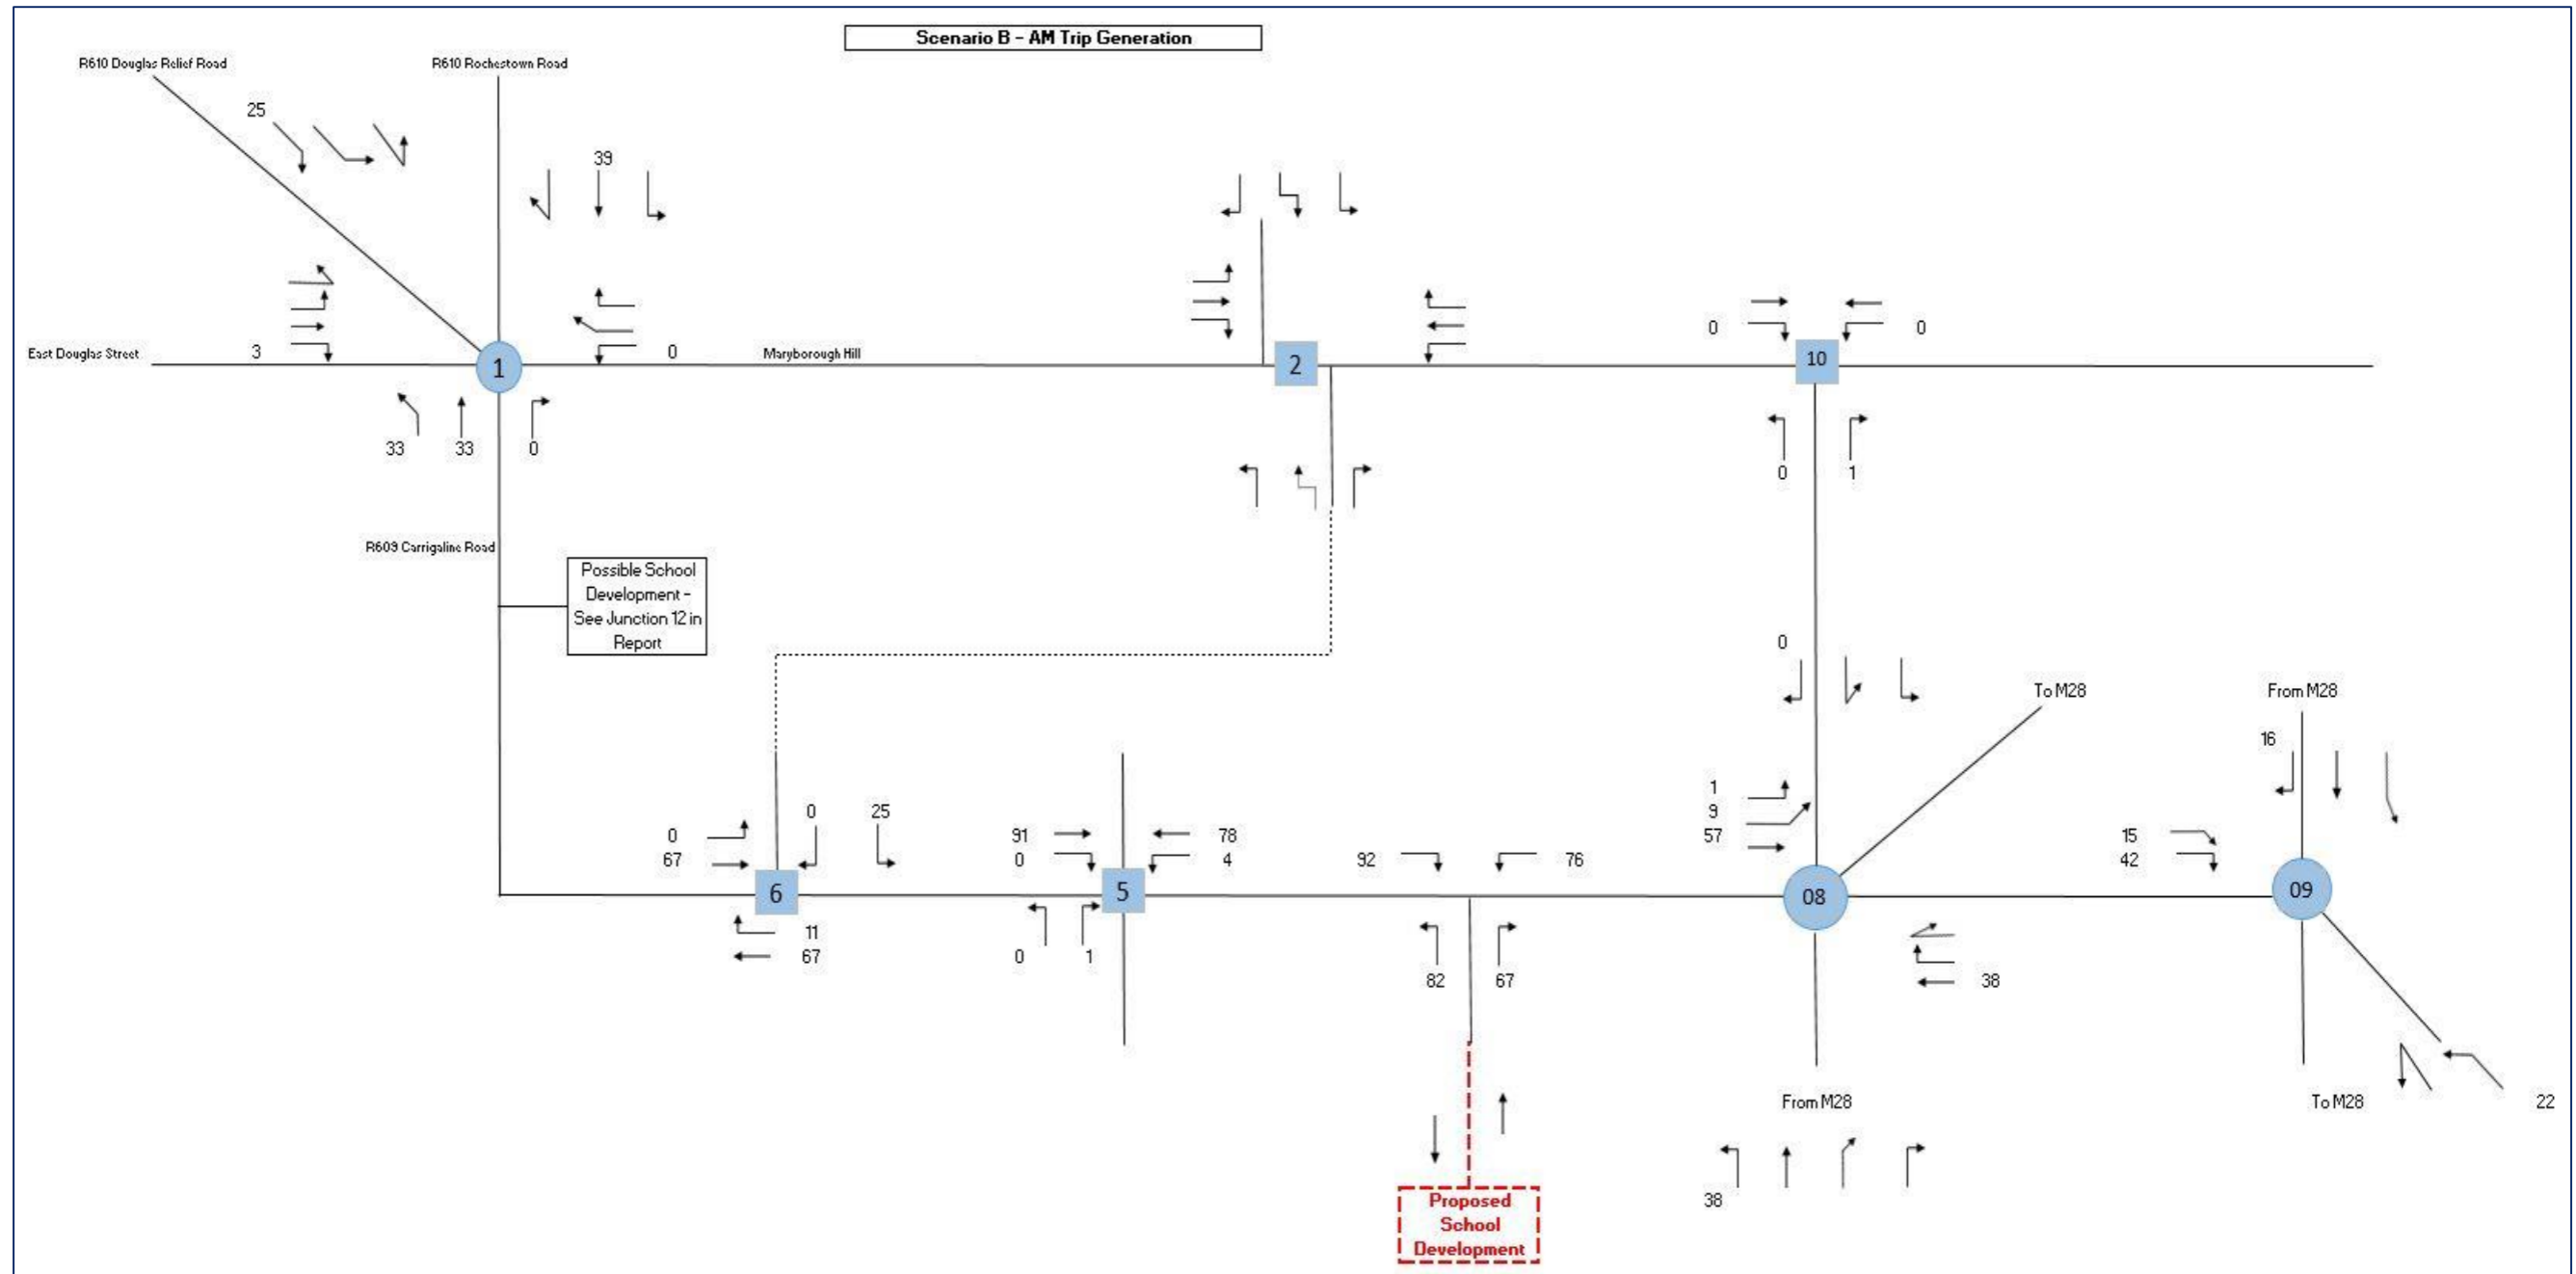 Scenario B - AM Trip Generation
R610 Douglas Relief Road
R610 Rochestown Road
25
39
East Douglas Street
3
1
0
Maryborough Hill
2
0
10
0
33
33
0
0
1
R609 Carrigaline Road
Possible School
Development -
See Junction 12 in
Report
0
To M28
From M28
16
1
9
57
0
67
0
25
91
0
78
4
92
76
15
42
6
5
08
09
11
67
0
1
82
67
38
From M28
To M28
22
38
Proposed
School
Development